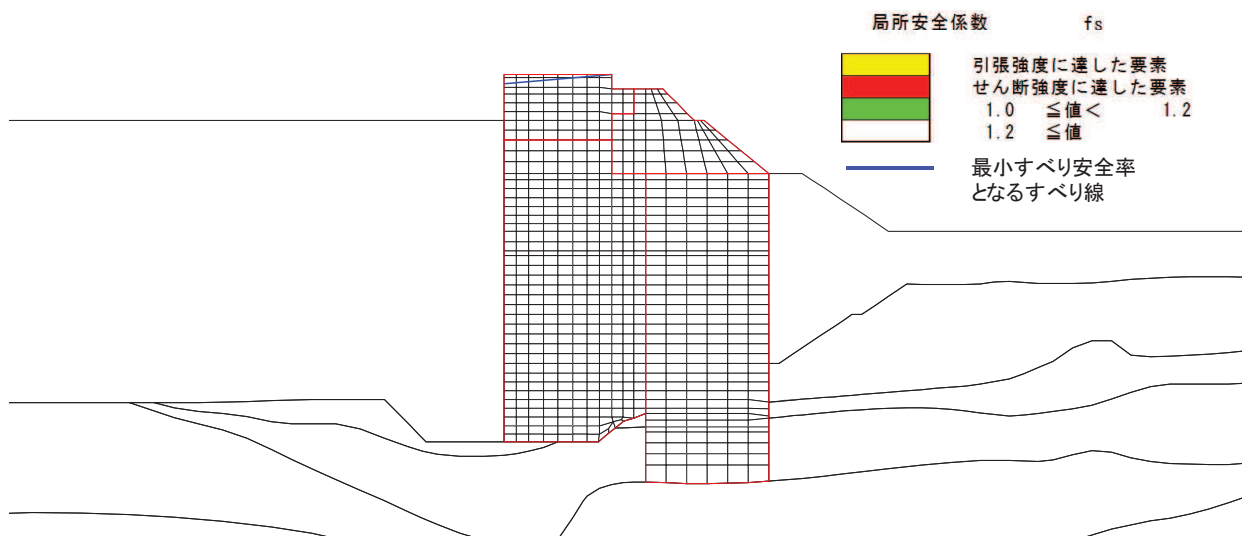 局所安全係数 fs
引張強度に達した要素
せん断強度に達した要素
1.0 ≦値< 1.2
1.2 ≦値
最小すべり安全率
となるすべり線